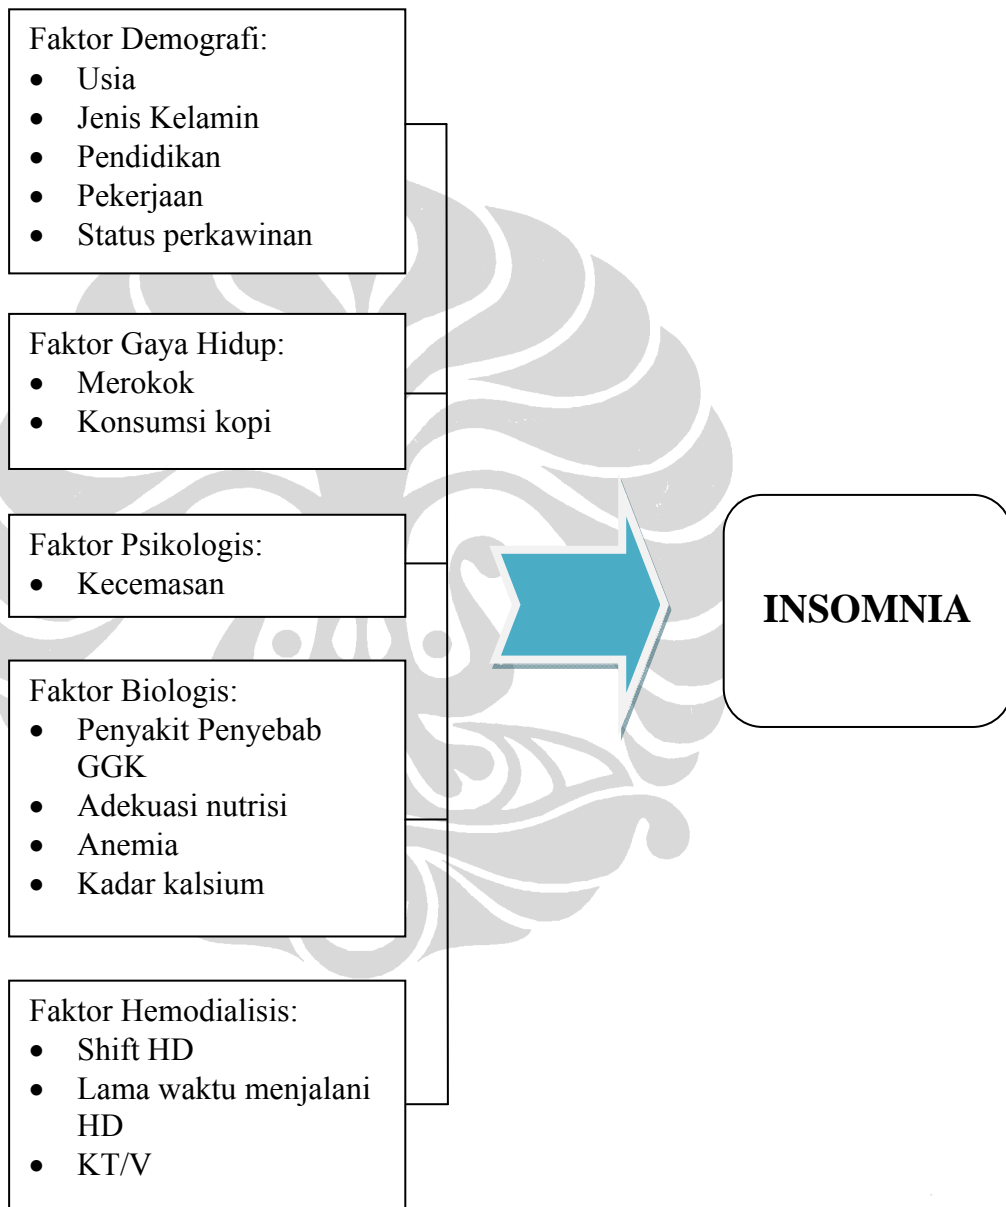 Faktor Demografi:
• Usia
• Jenis Kelamin
• Pendidikan
• Pekerjaan
• Status perkawinan
Faktor Gaya Hidup:
• Merokok
• Konsumsi kopi
Faktor Psikologis:
• Kecemasan
Faktor Biologis:
• Penyakit Penyebab
GGK
• Adekuasi nutrisi
• Anemia
• Kadar kalsium
Faktor Hemodialisis:
• Shift HD
• Lama waktu menjalani
HD
• KT/V
INSOMNIA